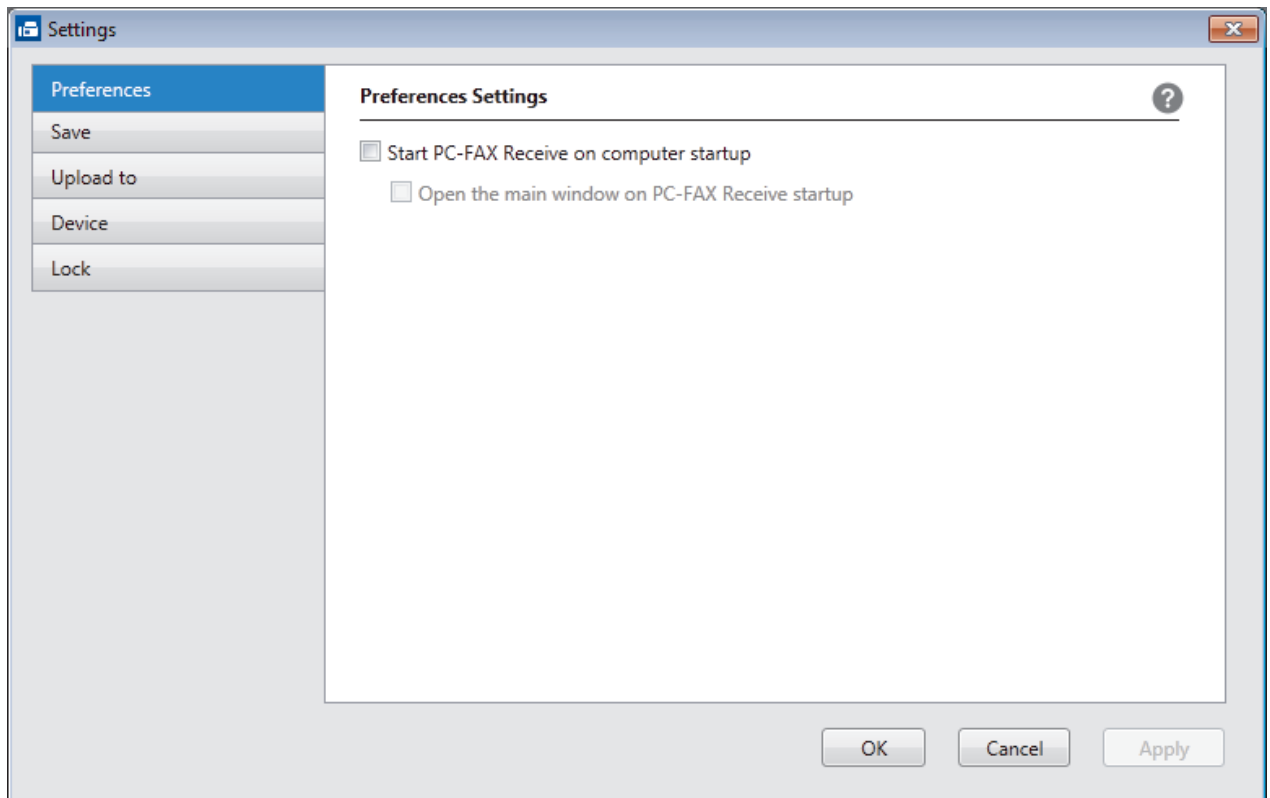 Settings
Preferences
Save
Upload to
Device
Lock
Preferences Settings
?
Start PC-FAX Receive on computer startup
Open the main window on PC-FAX Receive startup
OK
Cancel
Apply